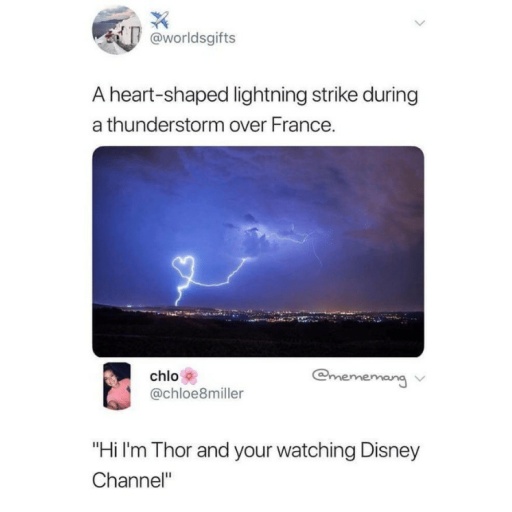 @worldsgifts
A heart-shaped lightning strike during
a thunderstorm over France.
chlo🌸
@mememang
@chloe8miller
"Hi I'm Thor and your watching Disney
Channel"